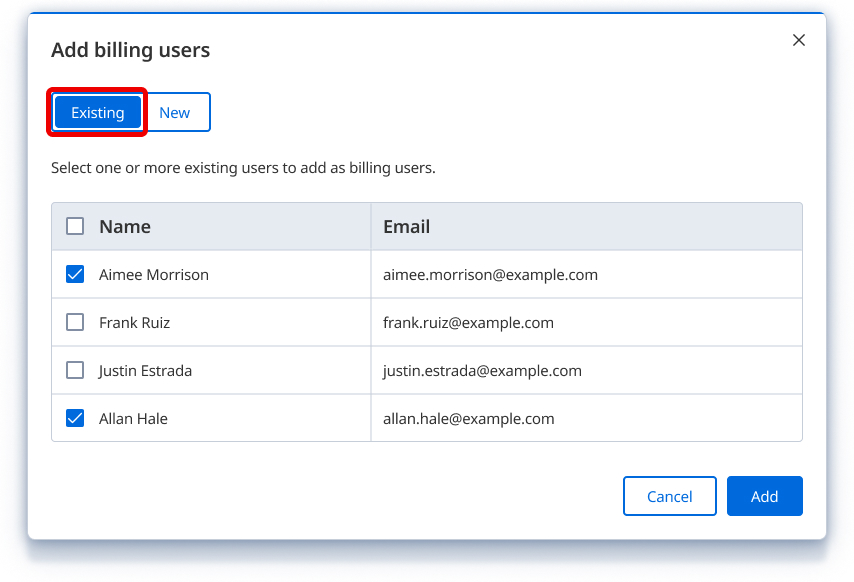 Add billing users
Existing New
Select one or more existing users to add as billing users.
Name Email
Aimee Morrison aimee.morrison@example.com
Frank Ruiz frank.ruiz@example.com
Justin Estrada justin.estrada@example.com
Allan Hale allan.hale@example.com
Cancel Add